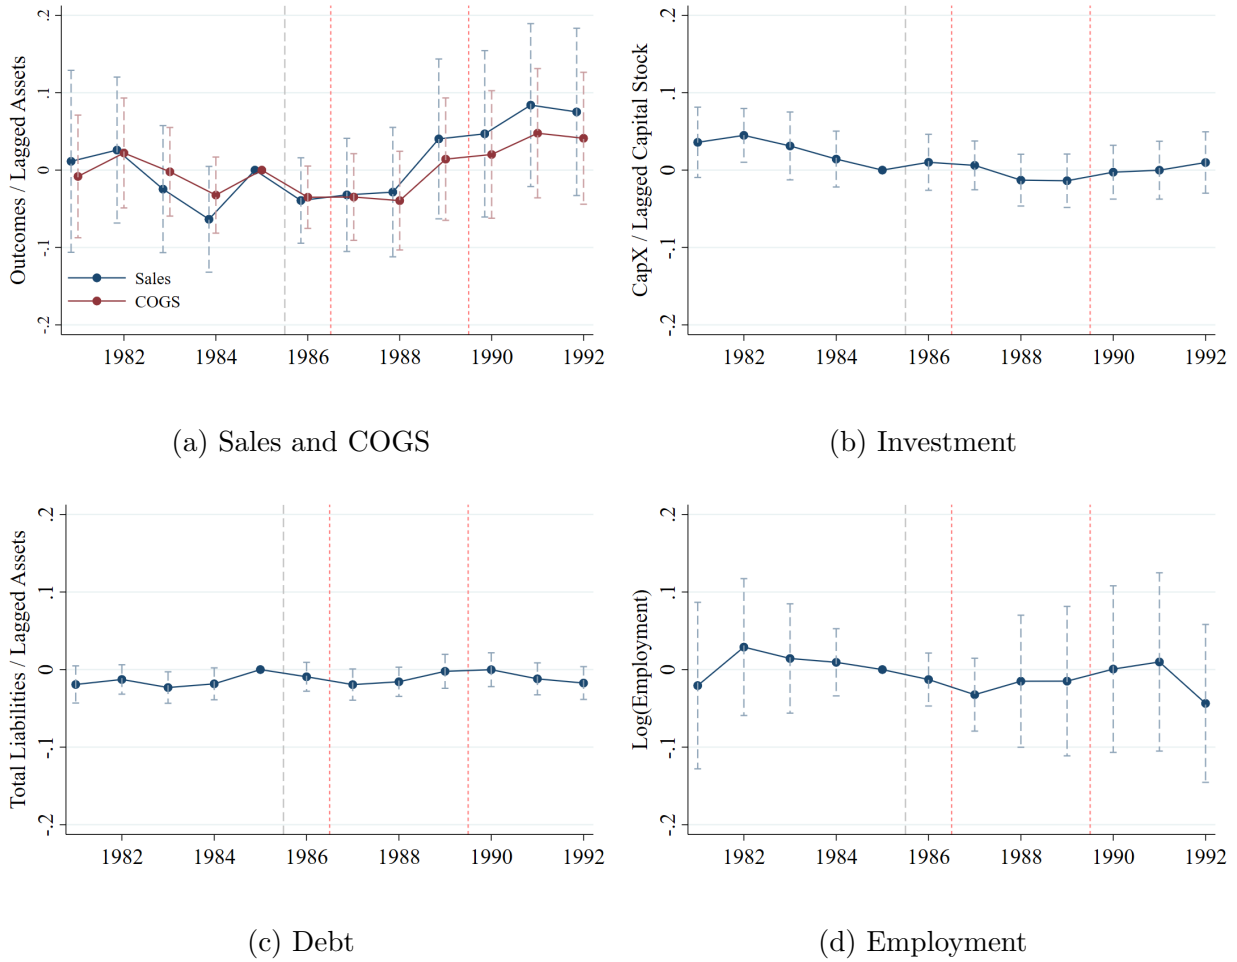 Outcomes / Lagged Assets
.2
.1
0
-.1
-.2
Sales
COGS
1982 1984 1986 1988 1990 1992
(a) Sales and COGS
CapX / Lagged Capital Stock
.2
.1
0
-.1
-.2
1982 1984 1986 1988 1990 1992
(b) Investment
Total Liabilities / Lagged Assets
.2
.1
0
-.1
-.2
1982 1984 1986 1988 1990 1992
(c) Debt
Log(Employment)
.2
.1
0
-.1
-.2
1982 1984 1986 1988 1990 1992
(d) Employment